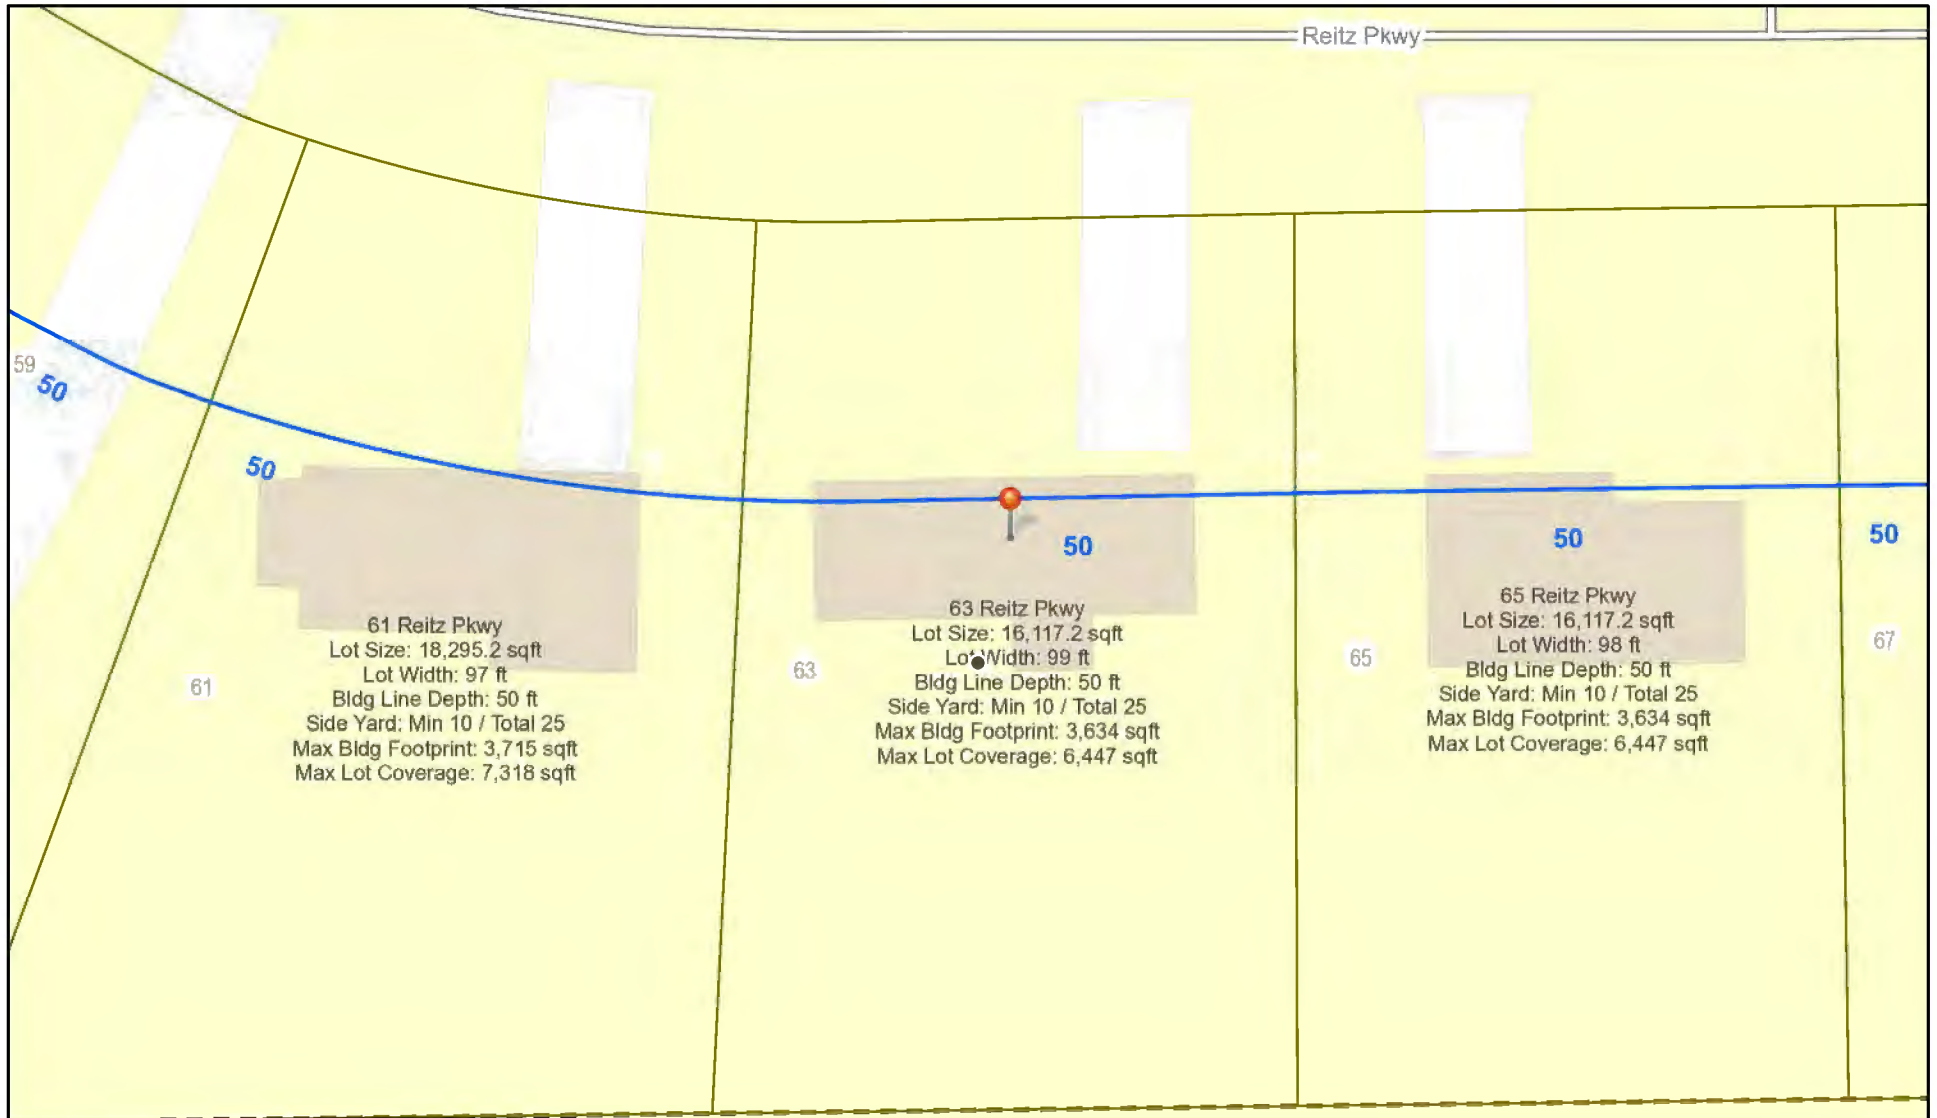 Reitz Pkwy
59
50
50
50
50
50
61 Reitz Pkwy
Lot Size: 18,295.2 sqft
Lot Width: 97 ft
Bldg Line Depth: 50 ft
Side Yard: Min 10 / Total 25
Max Bldg Footprint: 3,715 sqft
Max Lot Coverage: 7,318 sqft
61
63 Reitz Pkwy
Lot Size: 16,117.2 sqft
Lot Width: 99 ft
Bldg Line Depth: 50 ft
Side Yard: Min 10 / Total 25
Max Bldg Footprint: 3,634 sqft
Max Lot Coverage: 6,447 sqft
63
65 Reitz Pkwy
Lot Size: 16,117.2 sqft
Lot Width: 98 ft
Bldg Line Depth: 50 ft
Side Yard: Min 10 / Total 25
Max Bldg Footprint: 3,634 sqft
Max Lot Coverage: 6,447 sqft
65
67